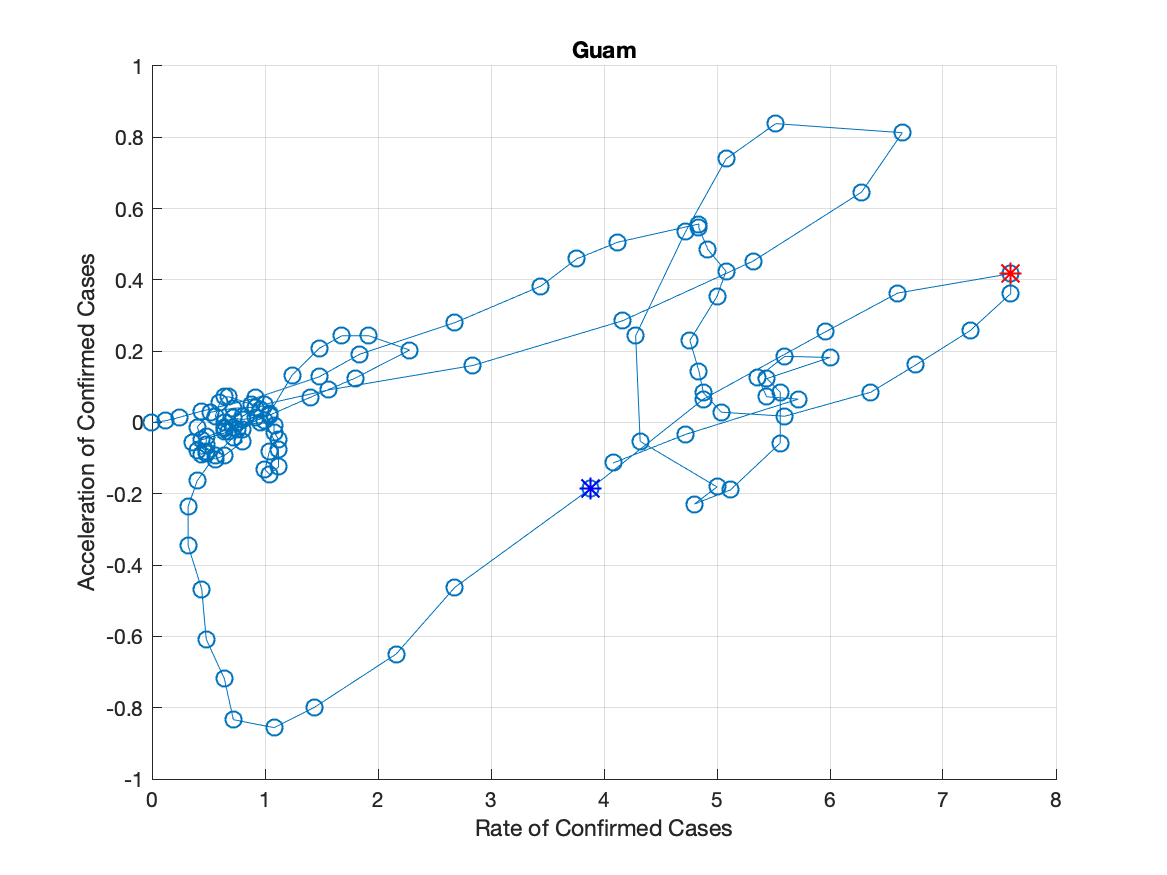 Guam
1
0.8
0.6
0.4
0.2
0
-0.2
-0.4
-0.6
-0.8
-1
Acceleration of Confirmed Cases
0 1 2 3 4 5 6 7 8
Rate of Confirmed Cases